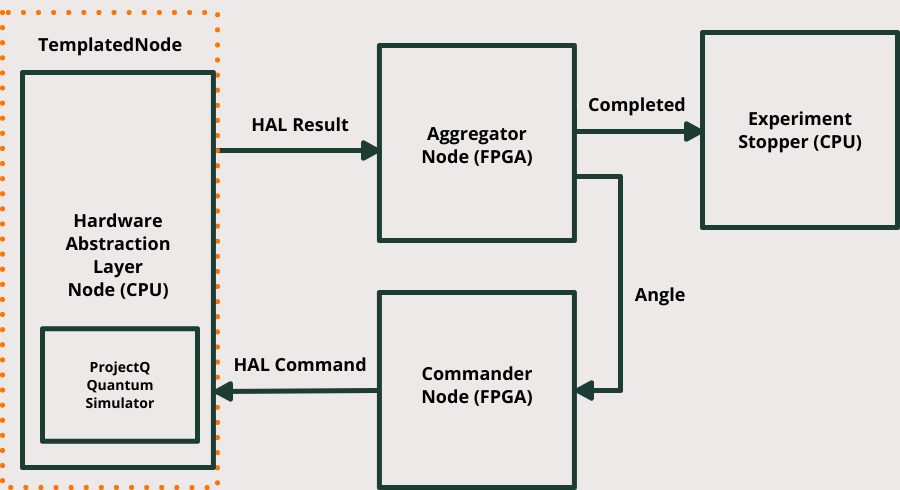 TemplatedNode
Hardware
Abstraction
Layer
Node (CPU)
ProjectQ
Quantum
Simulator
HAL Result
Aggregator
Node (FPGA)
Completed
Experiment
Stopper (CPU)
Angle
HAL Command
Commander
Node (FPGA)